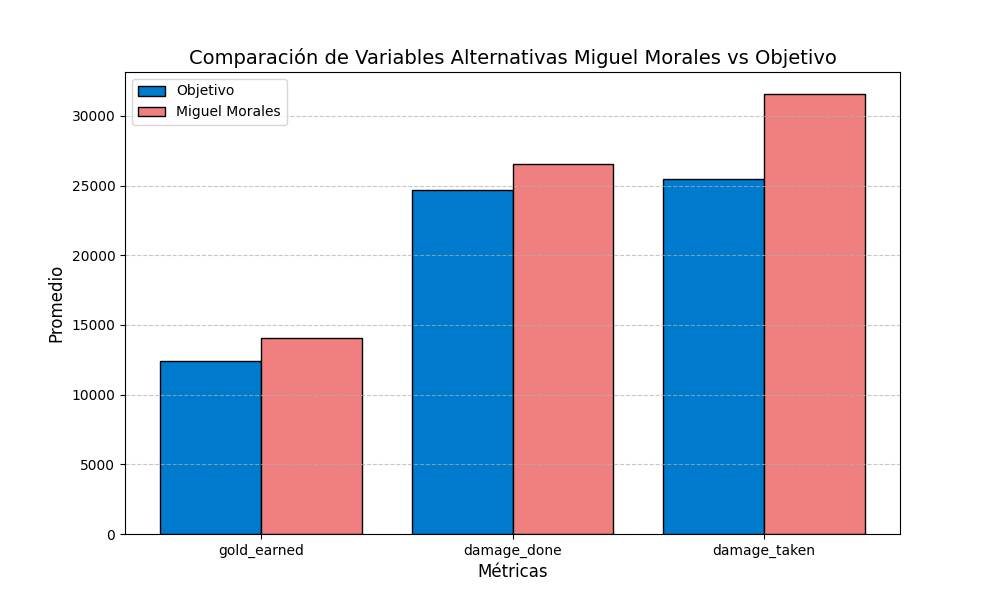 Comparación de Variables Alternativas Miguel Morales vs Objetivo
Objetivo
Miguel Morales
30000
25000
20000
15000
10000
5000
0
Promedio
gold_earned
damage_done
damage_taken
Métricas